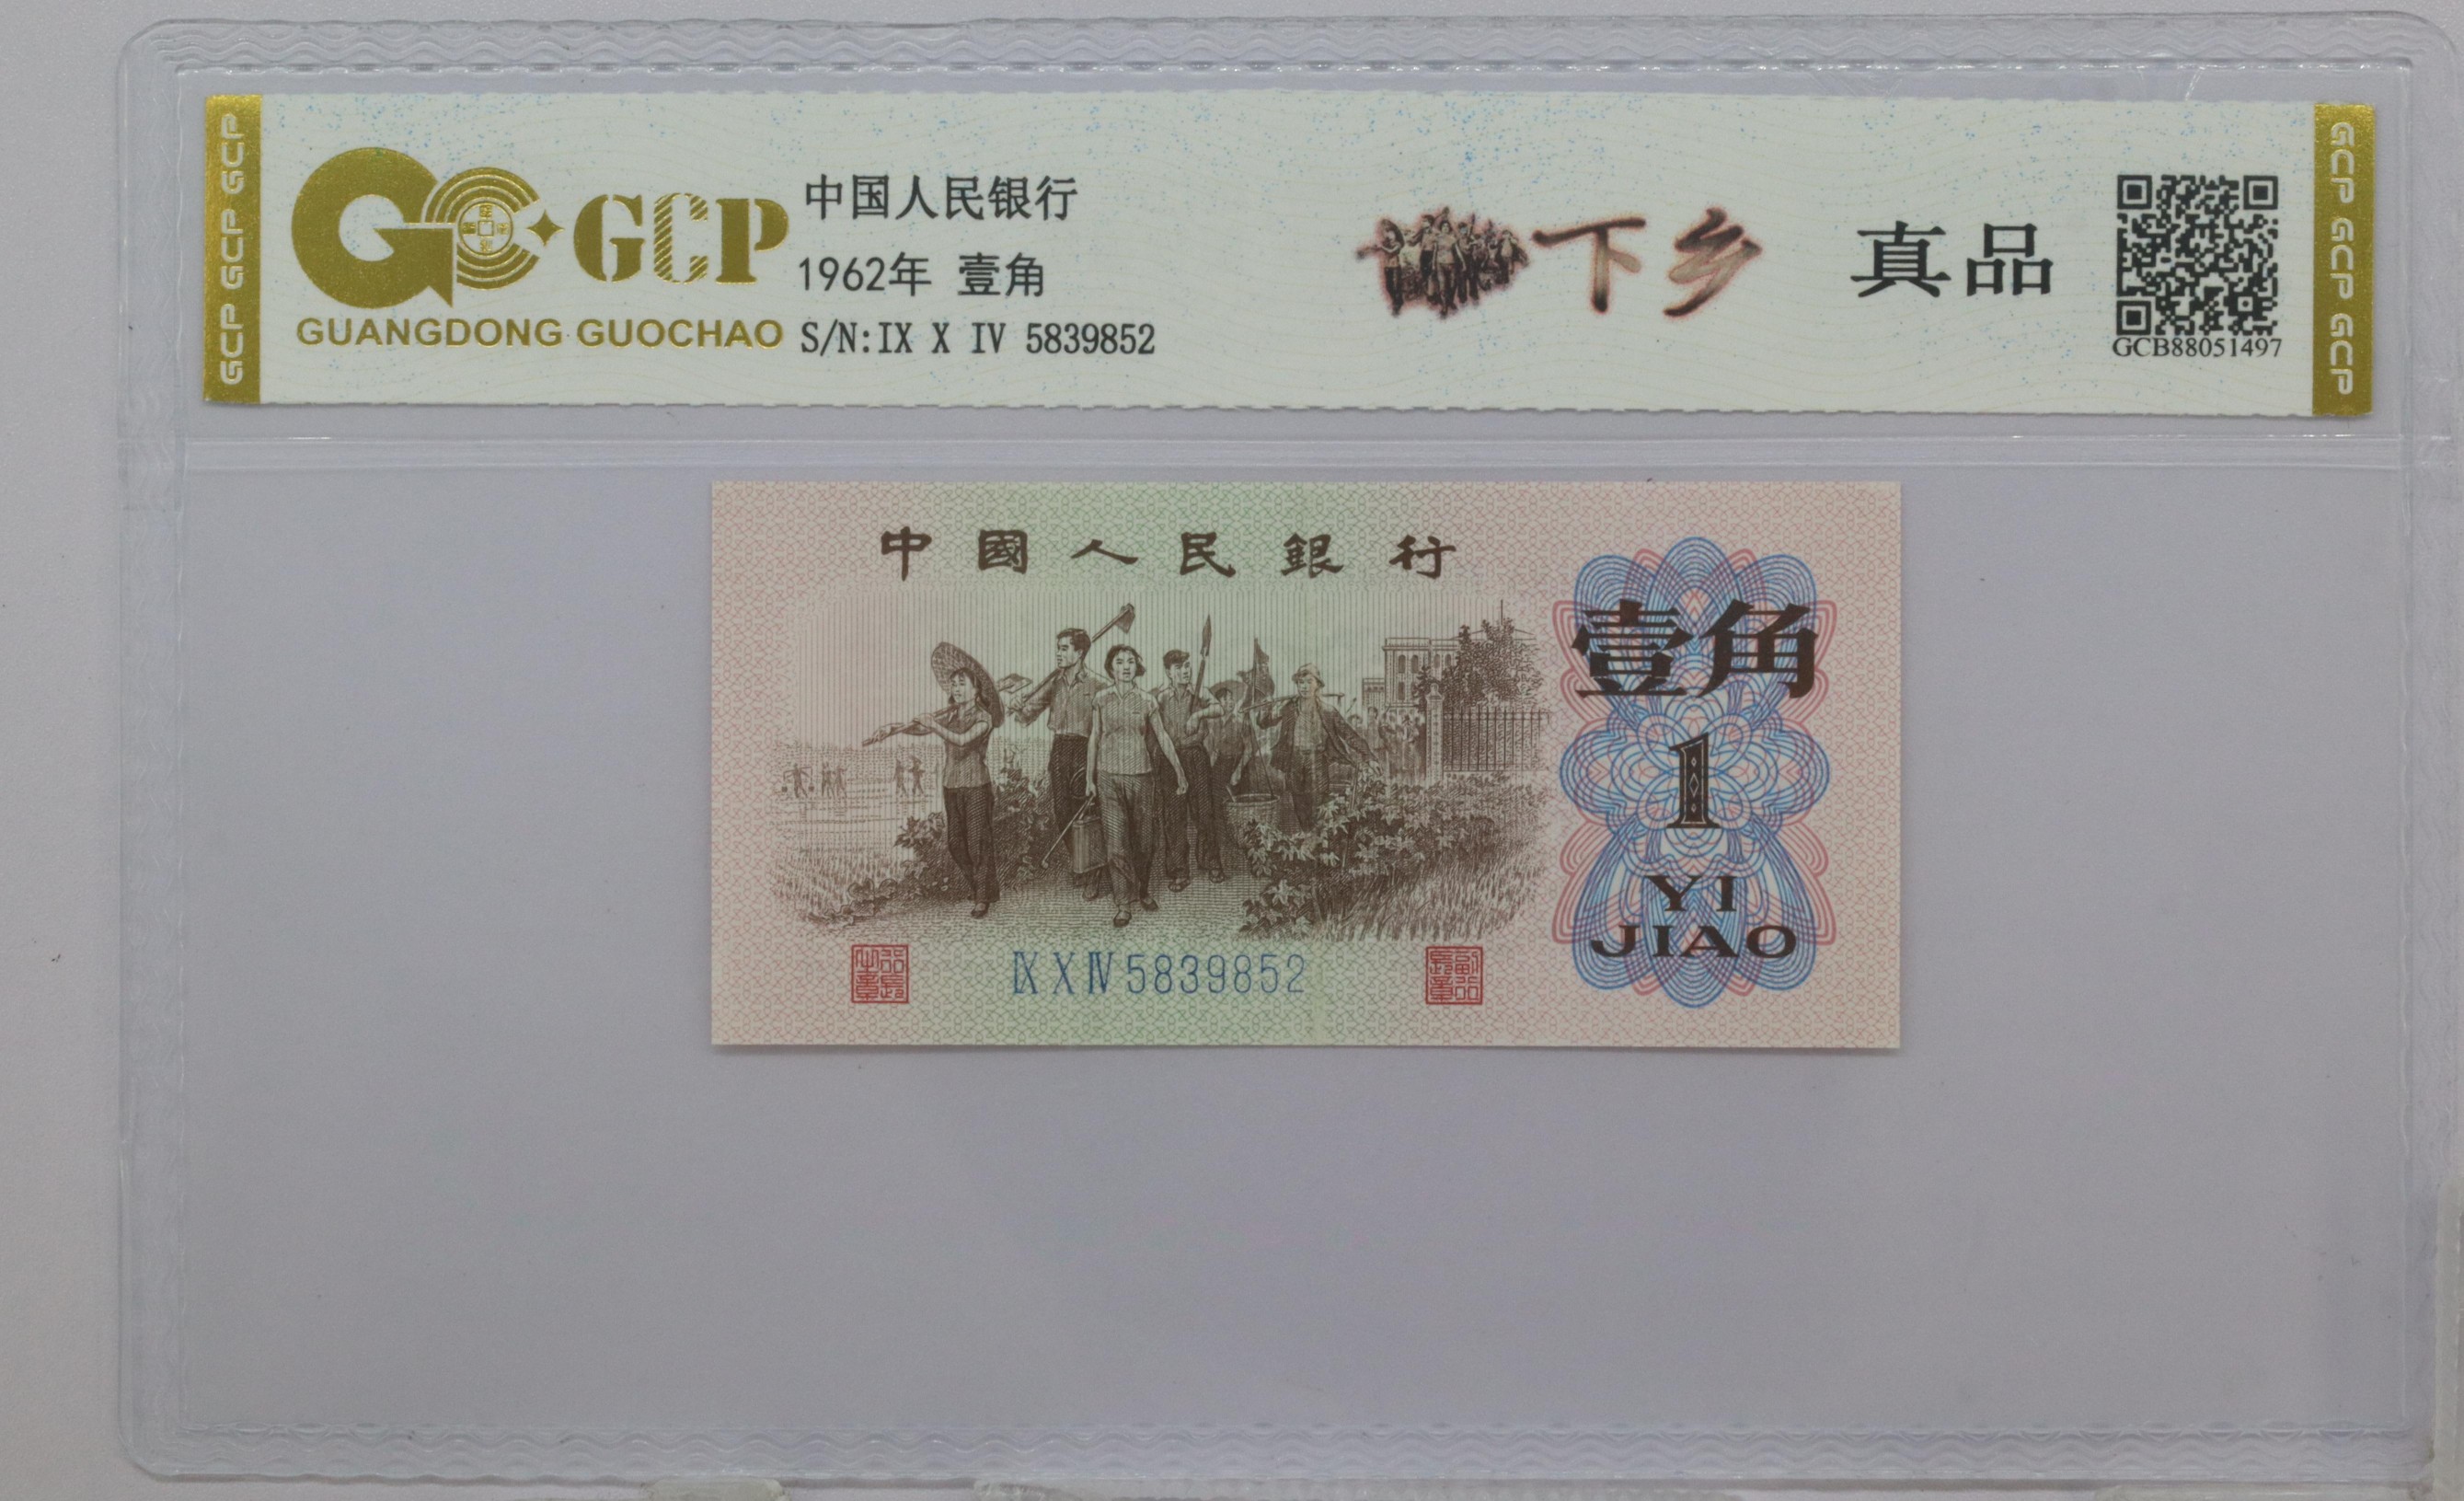 GCP GCP GCP
GCP
GUANGDONG GUOCHAO
中国人民银行
1962年 壹角
S/N:IX X IV 5839852
下乡
真品
GCB88051497
GCP GCP GCP
中國人民銀行
壹角
1
YI
JIAO
IX X IV 5839852